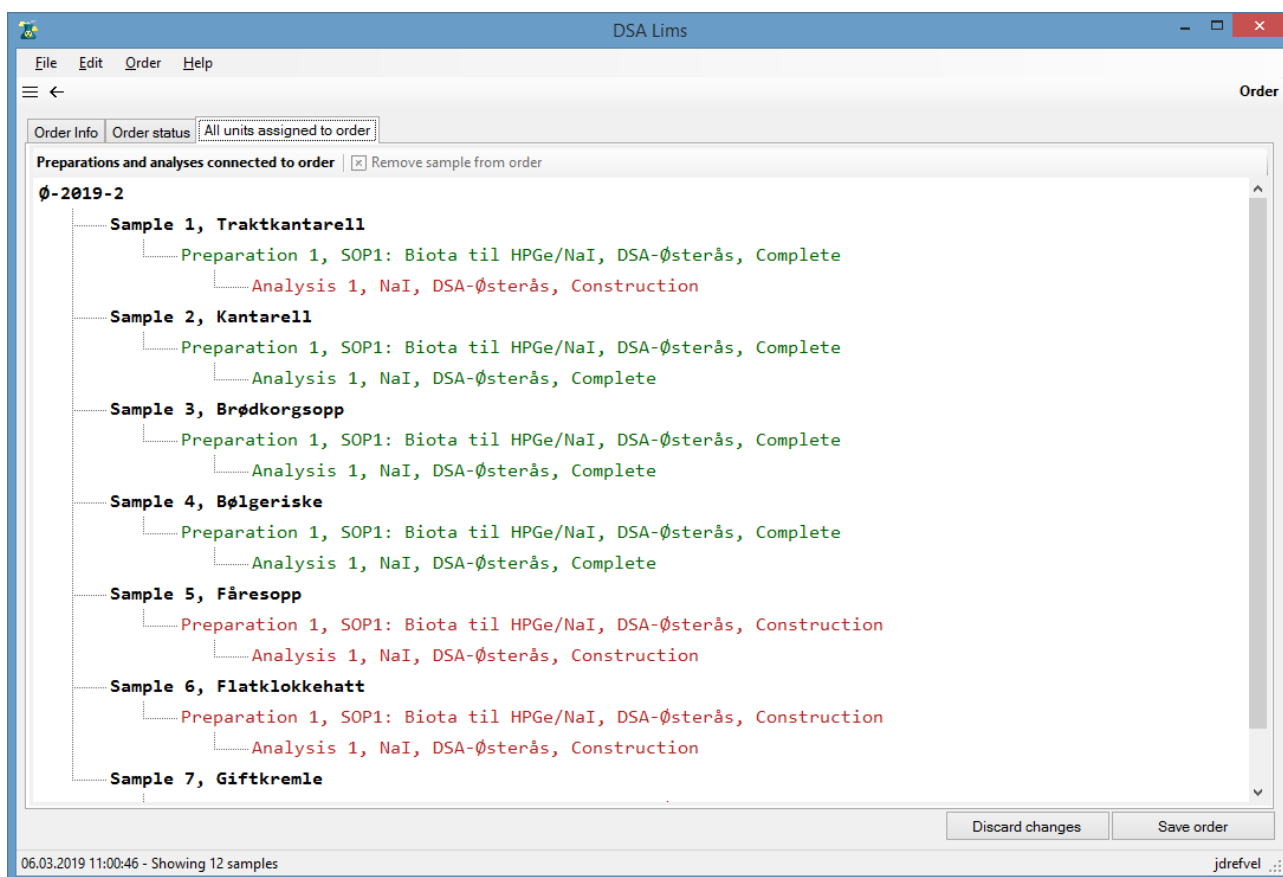 DSA Lims
File Edit Order Help
Order
Order Info Order status All units assigned to order
Preparations and analyses connected to order Remove sample from order
Ø-2019-2
Sample 1, Traktkantarell
Preparation 1, SOP1: Biota til HPGe/NaI, DSA-Østerås, Complete
Analysis 1, NaI, DSA-Østerås, Construction
Sample 2, Kantarell
Preparation 1, SOP1: Biota til HPGe/NaI, DSA-Østerås, Complete
Analysis 1, NaI, DSA-Østerås, Complete
Sample 3, Brødkorgsopp
Preparation 1, SOP1: Biota til HPGe/NaI, DSA-Østerås, Complete
Analysis 1, NaI, DSA-Østerås, Complete
Sample 4, Bølgeriske
Preparation 1, SOP1: Biota til HPGe/NaI, DSA-Østerås, Complete
Analysis 1, NaI, DSA-Østerås, Complete
Sample 5, Fåresopp
Preparation 1, SOP1: Biota til HPGe/NaI, DSA-Østerås, Construction
Analysis 1, NaI, DSA-Østerås, Construction
Sample 6, Flatklokkehatt
Preparation 1, SOP1: Biota til HPGe/NaI, DSA-Østerås, Construction
Analysis 1, NaI, DSA-Østerås, Construction
Sample 7, Giftkremle
Discard changes Save order
06.03.2019 11:00:46 - Showing 12 samples jdrefvel